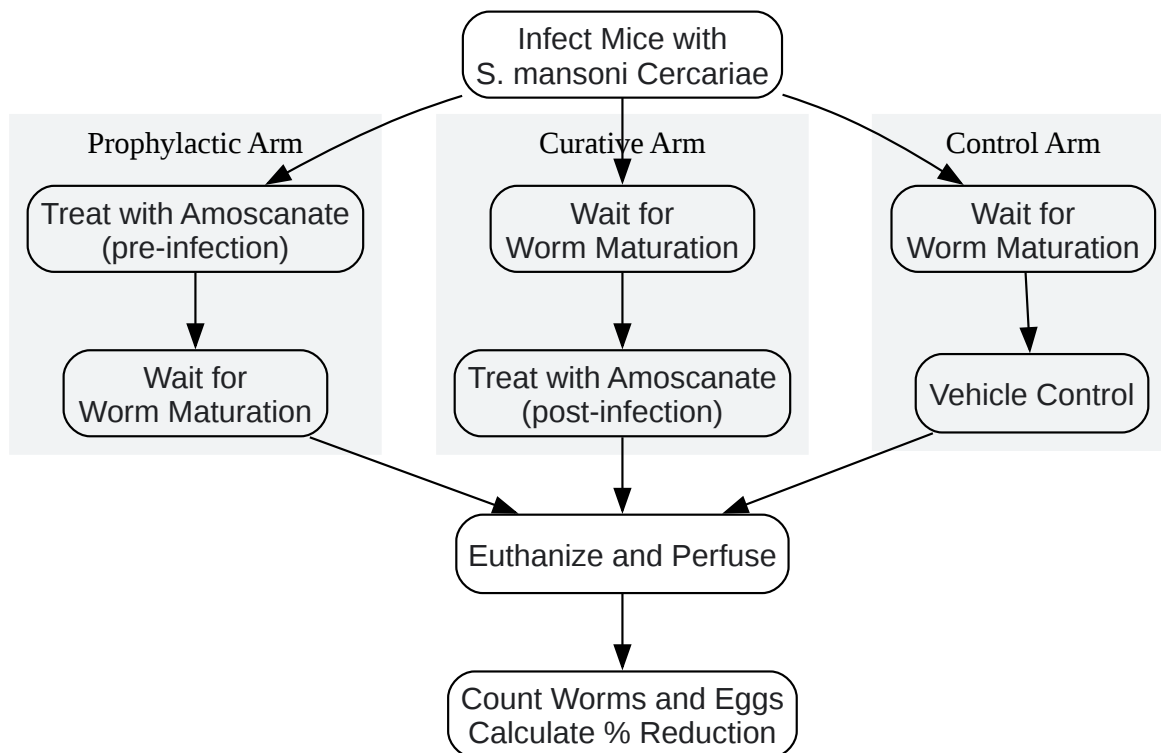 Infect Mice with
S. mansoni Cercariae
Prophylactic Arm
Curative Arm
Control Arm
Treat with Amoscanate
(pre-infection)
Wait for
Worm Maturation
Wait for
Worm Maturation
Wait for
Worm Maturation
Treat with Amoscanate
(post-infection)
Vehicle Control
Euthanize and Perfuse
Count Worms and Eggs
Calculate % Reduction